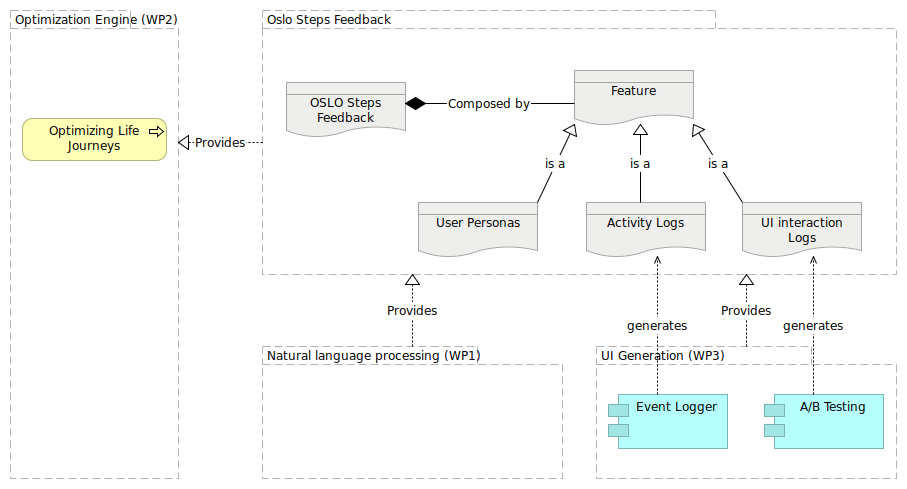 Optimization Engine (WP2)
Oslo Steps Feedback
OSLO Steps
Feedback
Composed by
Feature
Optimizing Life
Journeys
Provides
is a
is a
is a
User Personas
Activity Logs
UI interaction
Logs
Provides
generates
Provides
generates
Natural language processing (WP1)
UI Generation (WP3)
Event Logger
A/B Testing